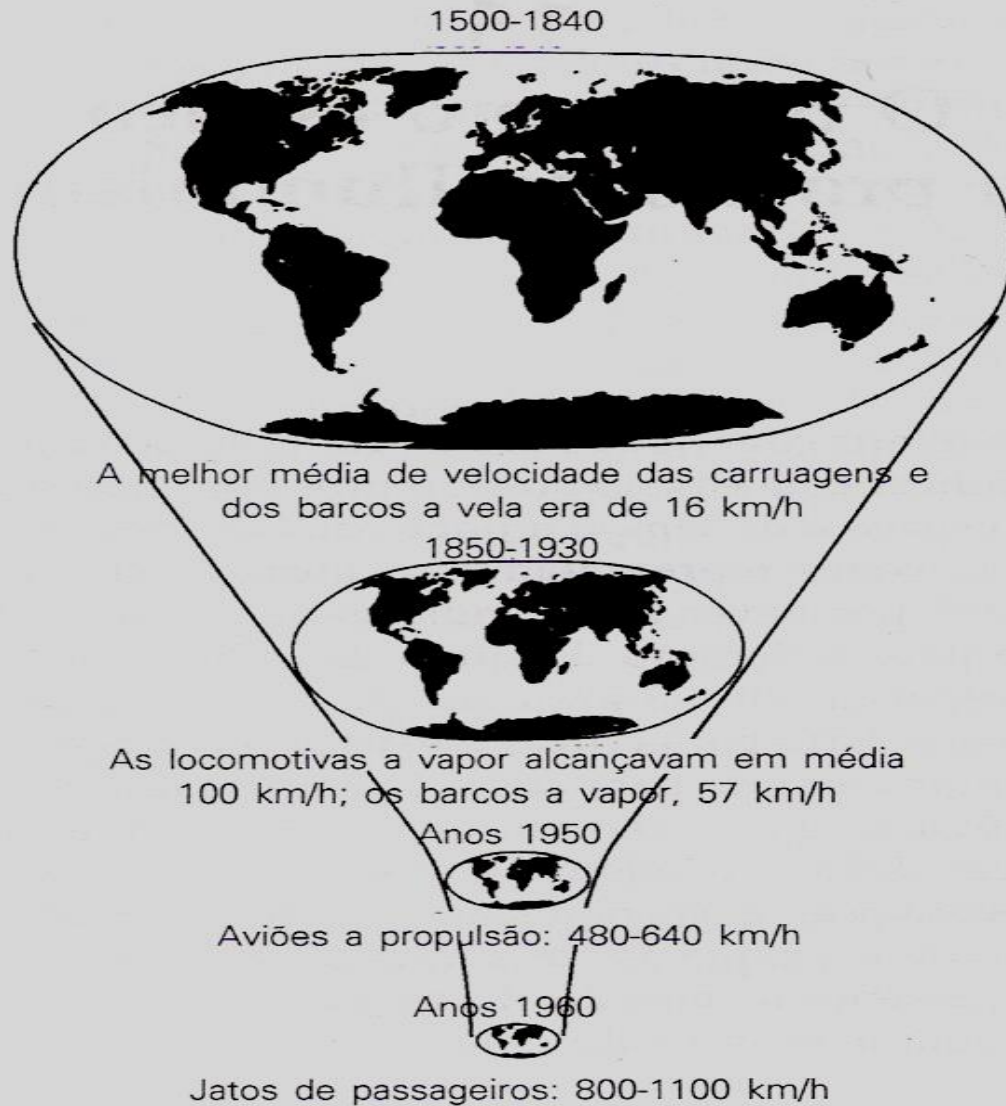 1500-1840
A melhor média de velocidade das carruagens e
dos barcos a vela era de 16 km/h
1850-1930
As locomotivas a vapor alcançavam em média
100 km/h; os barcos a vapor, 57 km/h
Anos 1950
Aviões a propulsão: 480-640 km/h
Anos 1960
Jatos de passageiros: 800-1100 km/h